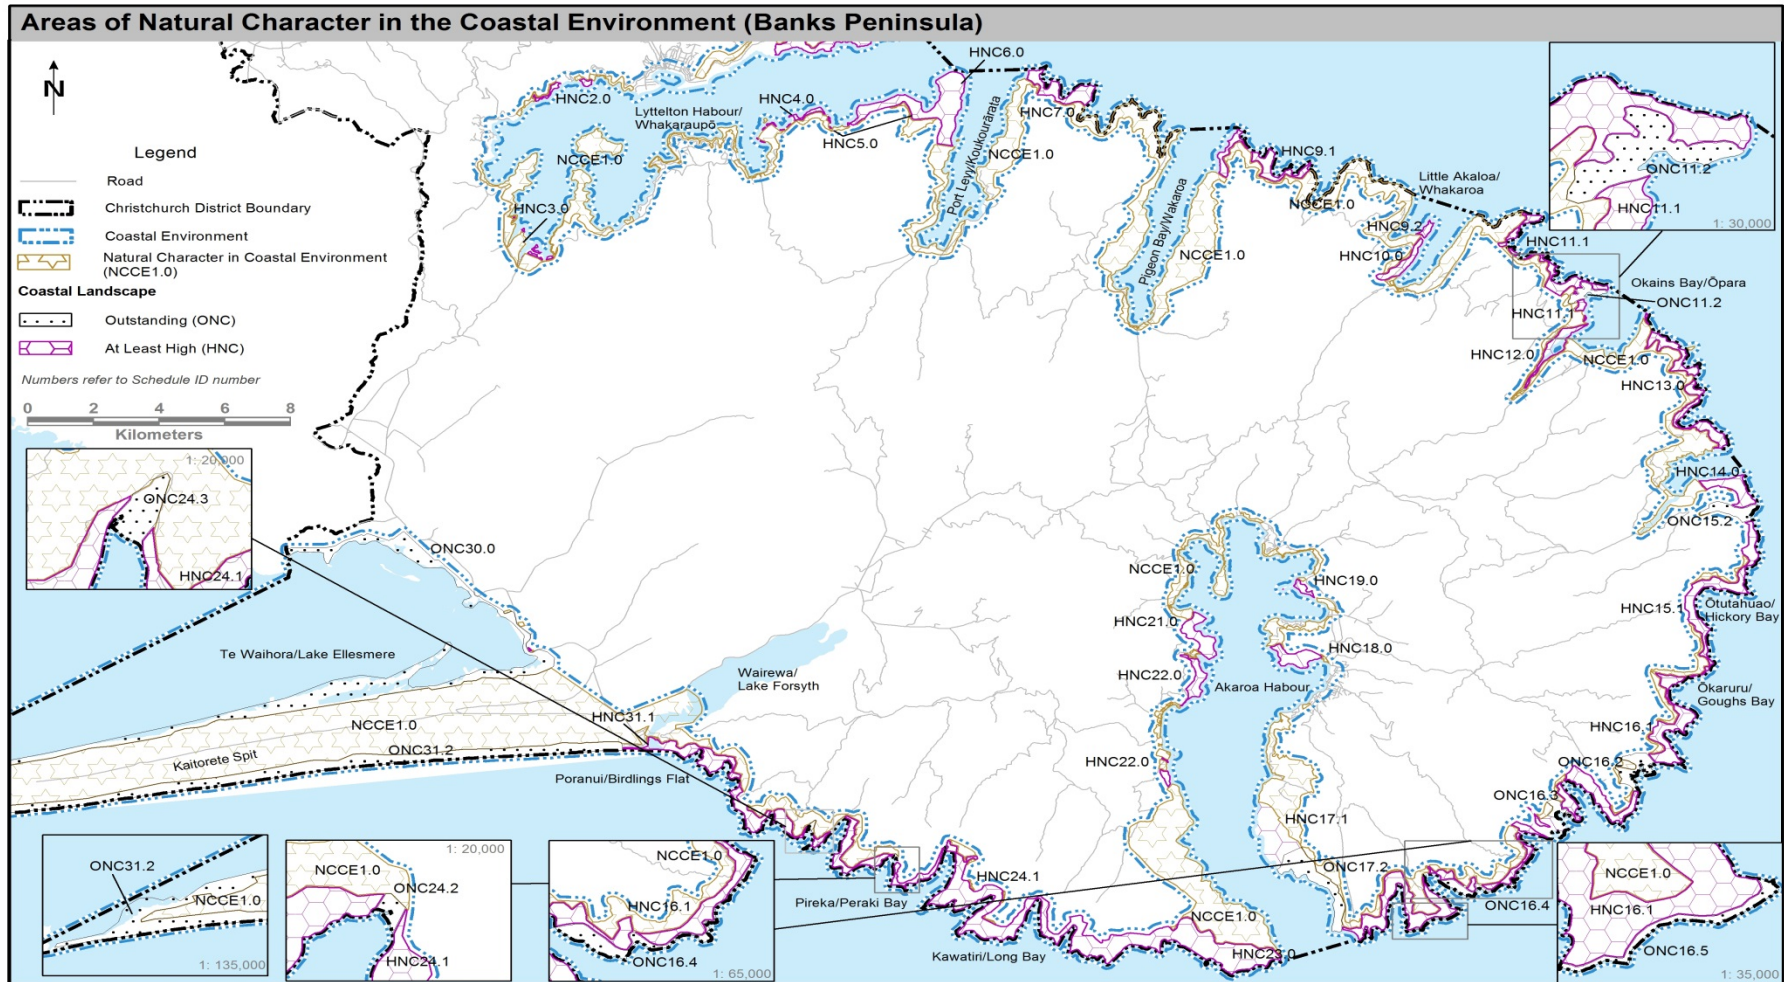 Areas of Natural Character in the Coastal Environment (Banks Peninsula)
N
Legend
Road
Christchurch District Boundary
Coastal Environment
Natural Character in Coastal Environment
(NCCE1.0)
Coastal Landscape
Outstanding (ONC)
At Least High (HNC)
Numbers refer to Schedule ID number
0 2 4 6 8
Kilometers
HNC2.0
Lyttelton Habour/
Whakaraupō
HNC4.0
HNC6.0
HNC5.0
NCCE1.0
HNC3.0
Port Levy/Koukourārata
NCCE1.0
HNC7.0
Pigeon Bay/Wakaroa
NCCE1.0
HNC9.1
NCCE1.0
Little Akaloa/
Whakaroa
HNC9.2
HNC10.0
HNC11.1
Okains Bay/Ōpara
ONC11.2
HNC11.1
HNC12.0
NCCE1.0
HNC13.0
HNC14.0
ONC15.2
HNC15.1
Ōtutahuao/
Hickory Bay
Ōkaruru/
Goughs Bay
HNC16.1
ONC16.2
ONC16.3
ONC16.4
ONC17.2
HNC17.1
HNC18.0
HNC19.0
NCCE1.0
HNC21.0
HNC22.0
Akaroa Habour
HNC22.0
NCCE1.0
HNC23.0
Kawatiri/Long Bay
HNC24.1
Pireka/Peraki Bay
Poranui/Birdlings Flat
HNC31.1
Wairewa/
Lake Forsyth
ONC30.0
Te Waihora/Lake Ellesmere
NCCE1.0
Kaitorete Spit
ONC31.2
ONC11.2
HNC11.1
1: 30,000
1: 20,000
ONC24.3
HNC24.1
ONC31.2
NCCE1.0
1: 135,000
1: 20,000
NCCE1.0
ONC24.2
HNC24.1
NCCE1.0
HNC16.1
ONC16.4
1: 65,000
NCCE1.0
HNC16.1
ONC16.5
1: 35,000